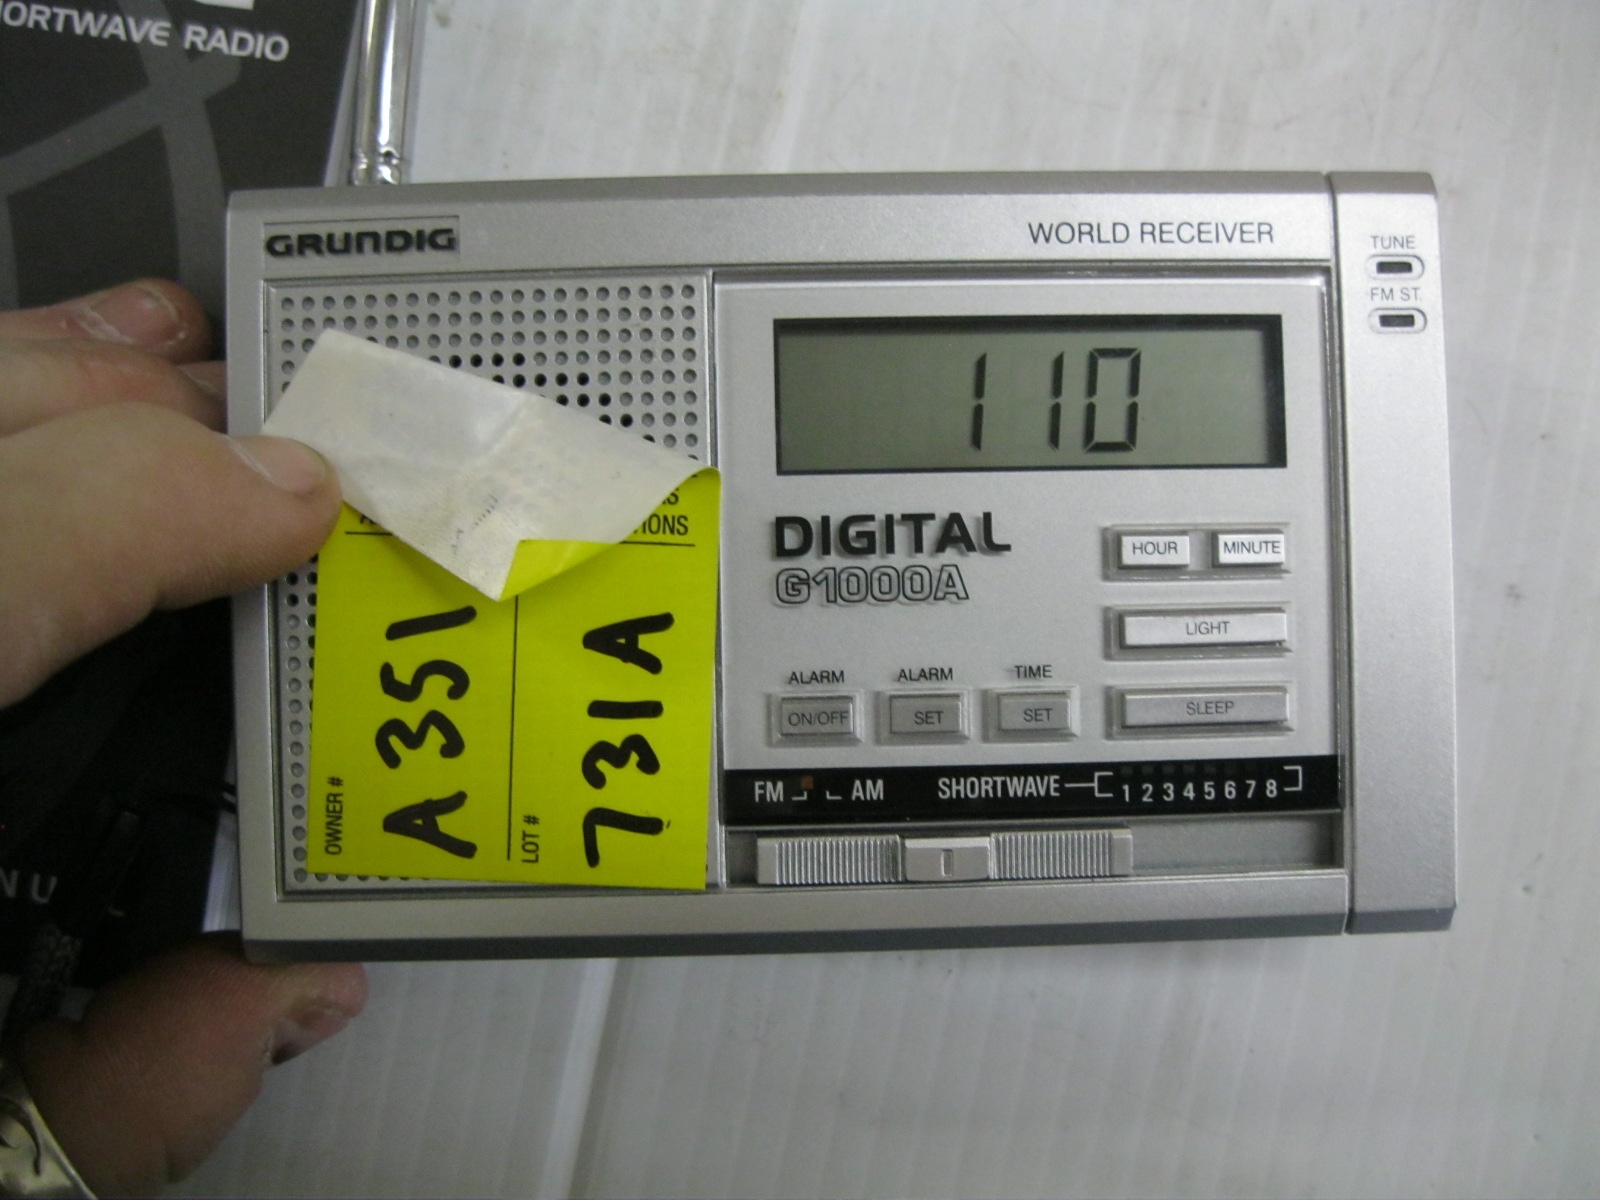 SHORTWAVE RADIO
GRUNDIG
WORLD RECEIVER
TUNE
FM ST.
110
DIGITAL
G1000A
HOUR
MINUTE
LIGHT
ALARM
ON/OFF
ALARM
SET
TIME
SET
SLEEP
FM AM SHORTWAVE 1 2 3 4 5 6 7 8
OWNER #
A351
LOT #
731A